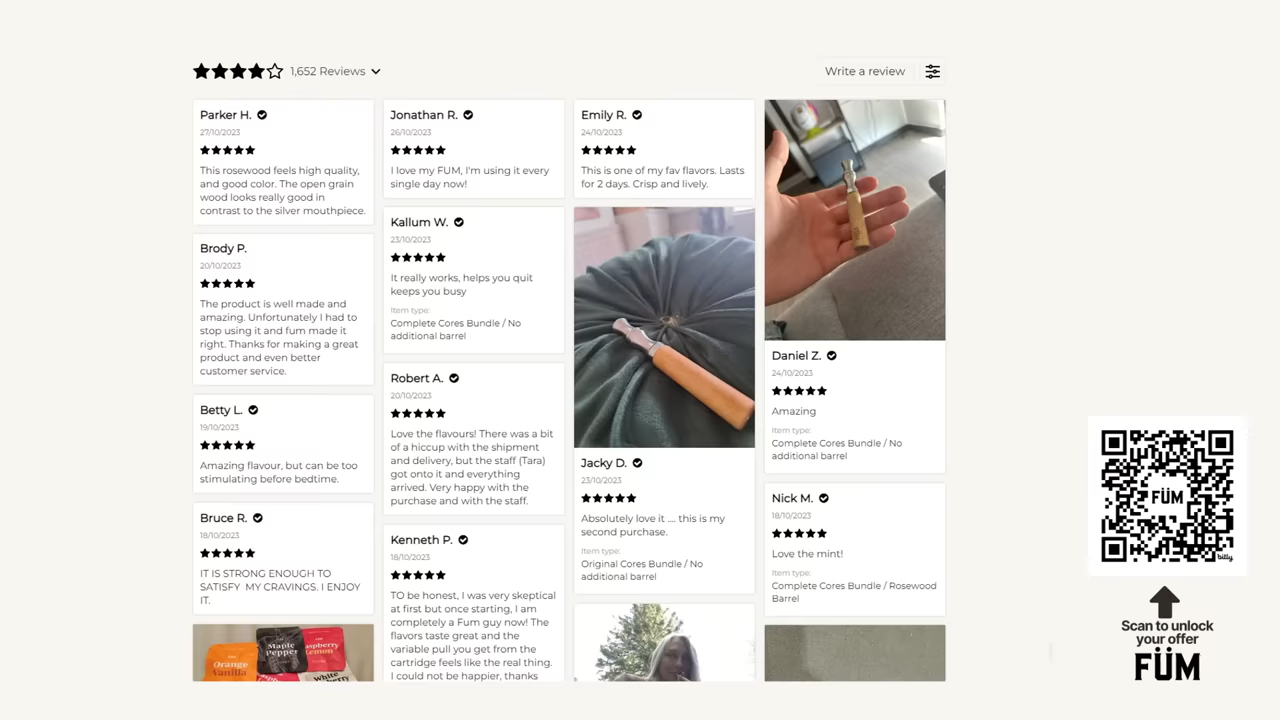 1,652 Reviews
Write a review
Parker H.
27/10/2023
This rosewood feels high quality,
and good color. The open grain
wood looks really good in
contrast to the silver mouthpiece.
Brody P.
20/10/2023
The product is well made and
amazing. Unfortunately I had to
stop using it and fum made it
right. Thanks for making a great
product and even better
customer service.
Betty L.
19/10/2023
Amazing flavour, but can be too
stimulating before bedtime.
Bruce R.
18/10/2023
IT IS STRONG ENOUGH TO
SATISFY MY CRAVINGS. I ENJOY
IT.
Orange
Vanilla
Maple
Pepper
Raspberry
Lemon
White
Jonathan R.
26/10/2023
I love my FUM, I'm using it every
single day now!
Kallum W.
23/10/2023
It really works, helps you quit
keeps you busy
Item type:
Complete Cores Bundle / No
additional barrel
Robert A.
20/10/2023
Love the flavours! There was a bit
of a hiccup with the shipment
and delivery, but the staff (Tara)
got onto it and everything
arrived. Very happy with the
purchase and with the staff.
Kenneth P.
18/10/2023
TO be honest, I was very skeptical
at first but once starting, I am
completely a Fum guy now! The
flavors taste great and the
variable pull you get from the
cartridge feels like the real thing.
I could not be happier, thanks
Emily R.
24/10/2023
This is one of my fav flavors. Lasts
for 2 days. Crisp and lively.
Jacky D.
23/10/2023
Absolutely love it .... this is my
second purchase.
Item type:
Original Cores Bundle / No
additional barrel
Daniel Z.
24/10/2023
Amazing
Item type:
Complete Cores Bundle / No
additional barrel
Nick M.
18/10/2023
Love the mint!
Item type:
Complete Cores Bundle / Rosewood
Barrel
FÜM
bitly
Scan to unlock
your offer
FÜM